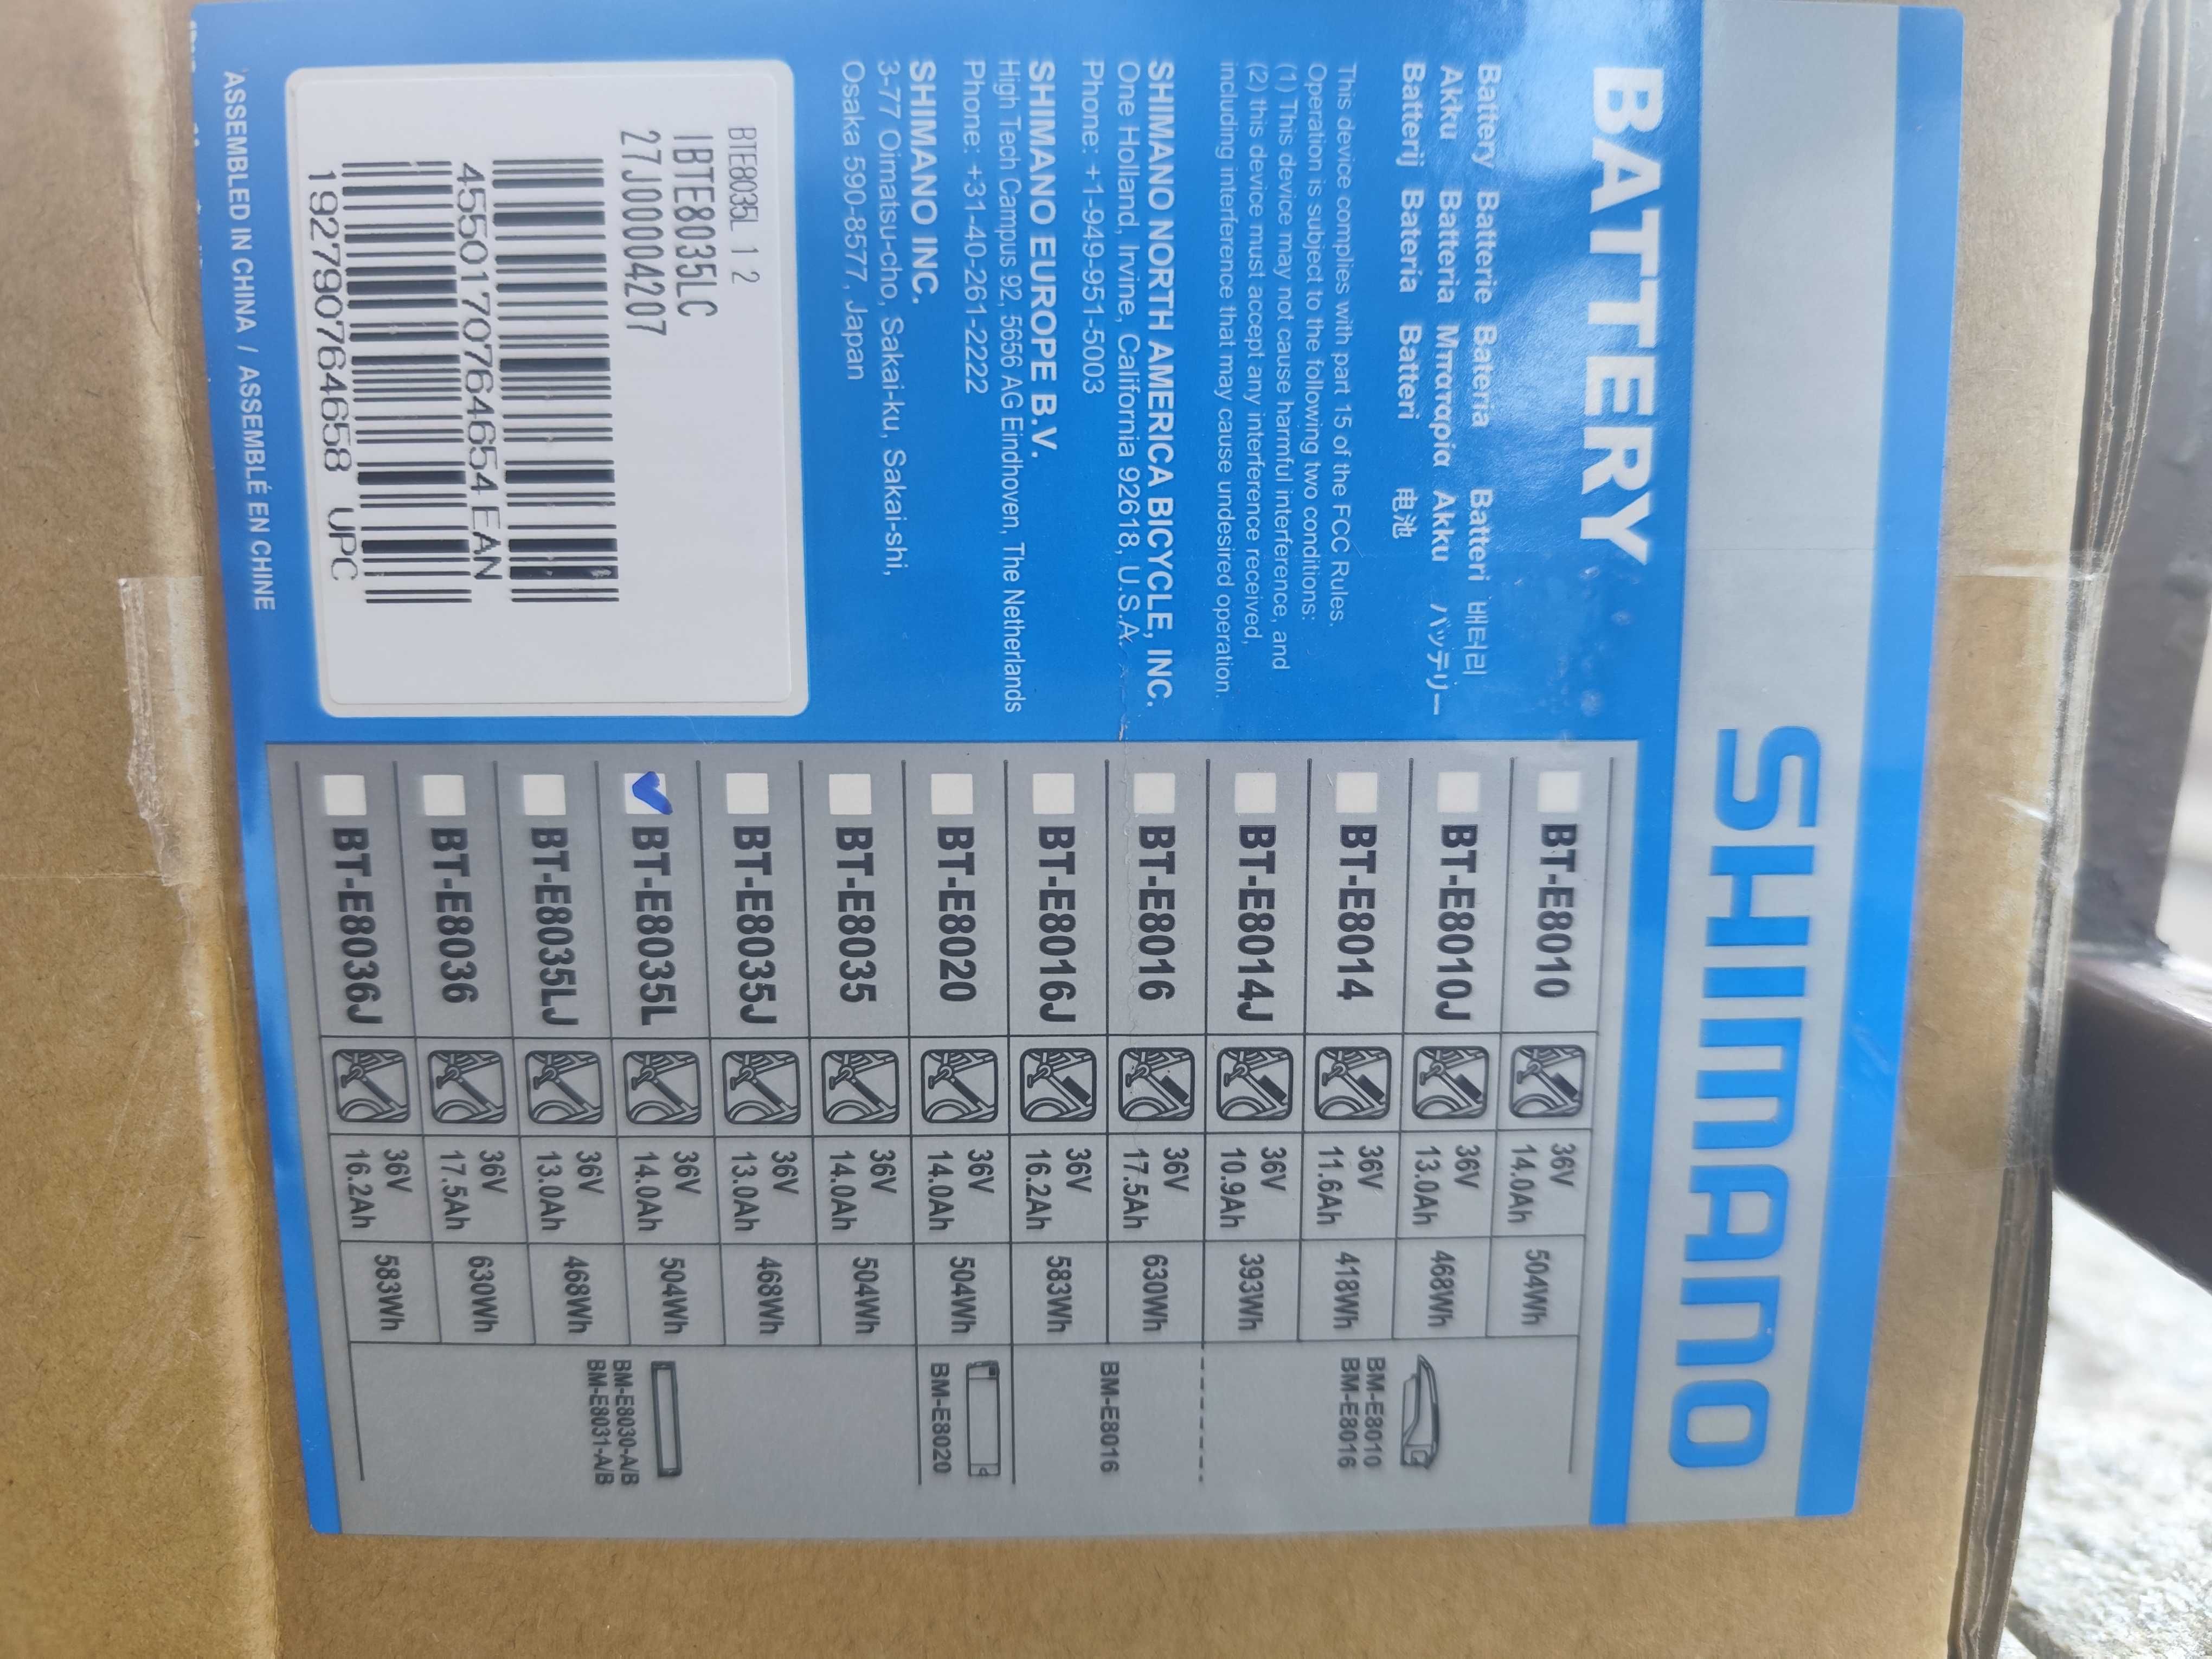 SHIMANO
BATTERY
Battery Batterie Bateria Batteri 배터리
Akku Batteria Μπαταρία Akku バッテリー
Batterij Bateria Batteri 电池
This device complies with part 15 of the FCC Rules.
Operation is subject to the following two conditions:
(1) This device may not cause harmful interference, and
(2) this device must accept any interference received,
including interference that may cause undesired operation.
SHIMANO NORTH AMERICA BICYCLE, INC.
One Holland, Irvine, California 92618, U.S.A.
Phone: +1-949-951-5003
SHIMANO EUROPE B.V.
High Tech Campus 92, 5656 AG Eindhoven, The Netherlands
Phone: +31-40-261-2222
SHIMANO INC.
3-77 Oimatsu-cho, Sakai-ku, Sakai-shi,
Osaka 590-8577, Japan
BTE8035L 1 2
IBTE8035LC
27J00004207
4550170764654 EAN
192790764658 UPC
ASSEMBLED IN CHINA / ASSEMBLÉ EN CHINE
BT-E8010 36V 14.0Ah 504Wh
BT-E8010J 36V 13.0Ah 468Wh
BT-E8014 36V 11.6Ah 418Wh
BT-E8014J 36V 10.9Ah 393Wh
BM-E8010
BM-E8016
BT-E8016 36V 17.5Ah 630Wh
BT-E8016J 36V 16.2Ah 583Wh
BM-E8016
BT-E8020 36V 14.0Ah 504Wh
BM-E8020
BT-E8035 36V 14.0Ah 504Wh
BT-E8035J 36V 13.0Ah 468Wh
BT-E8035L 36V 14.0Ah 504Wh
BT-E8035LJ 36V 13.0Ah 468Wh
BT-E8036 36V 17.5Ah 630Wh
BT-E8036J 36V 16.2Ah 583Wh
BM-E8030-A/B
BM-E8031-A/B